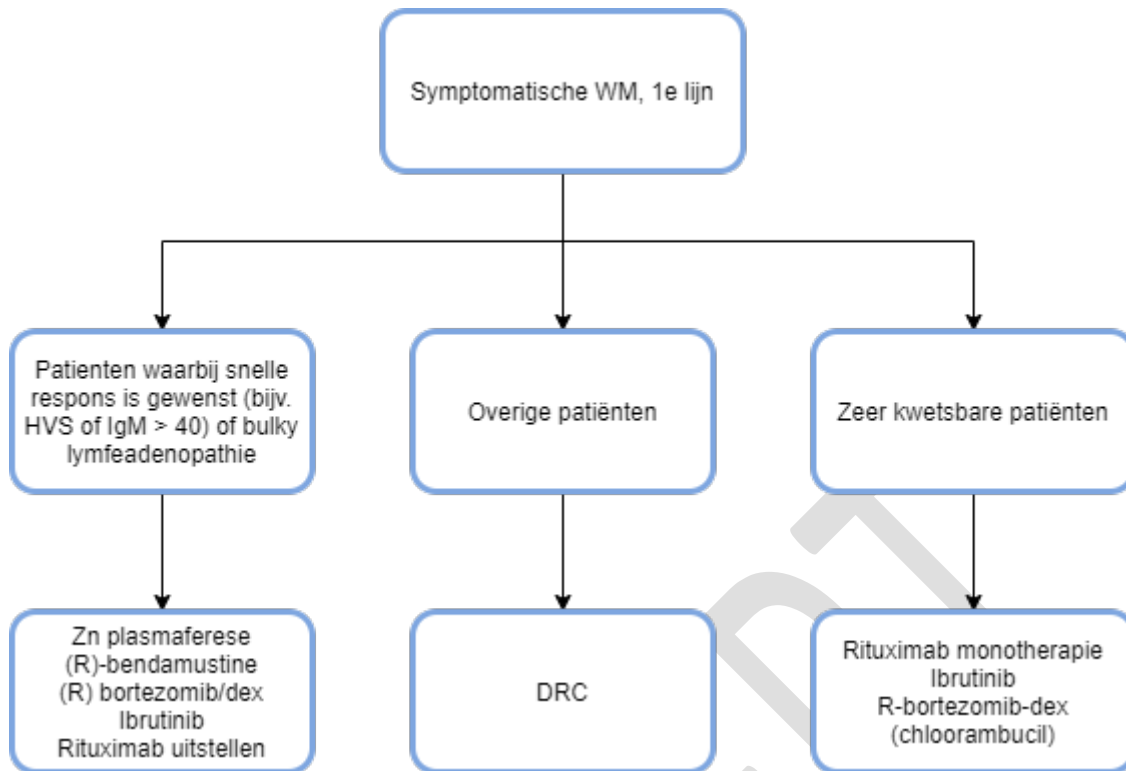 Symptomatische WM, 1e lijn
Patienten waarbij snelle
respons is gewenst (bijv.
HVS of IgM > 40) of bulky
lymfeadenopathie
Overige patiënten
Zeer kwetsbare patiënten
Zn plasmaferese
(R)-bendamustine
(R) bortezomib/dex
Ibrutinib
Rituximab uitstellen
DRC
Rituximab monotherapie
Ibrutinib
R-bortezomib-dex
(chloorambucil)